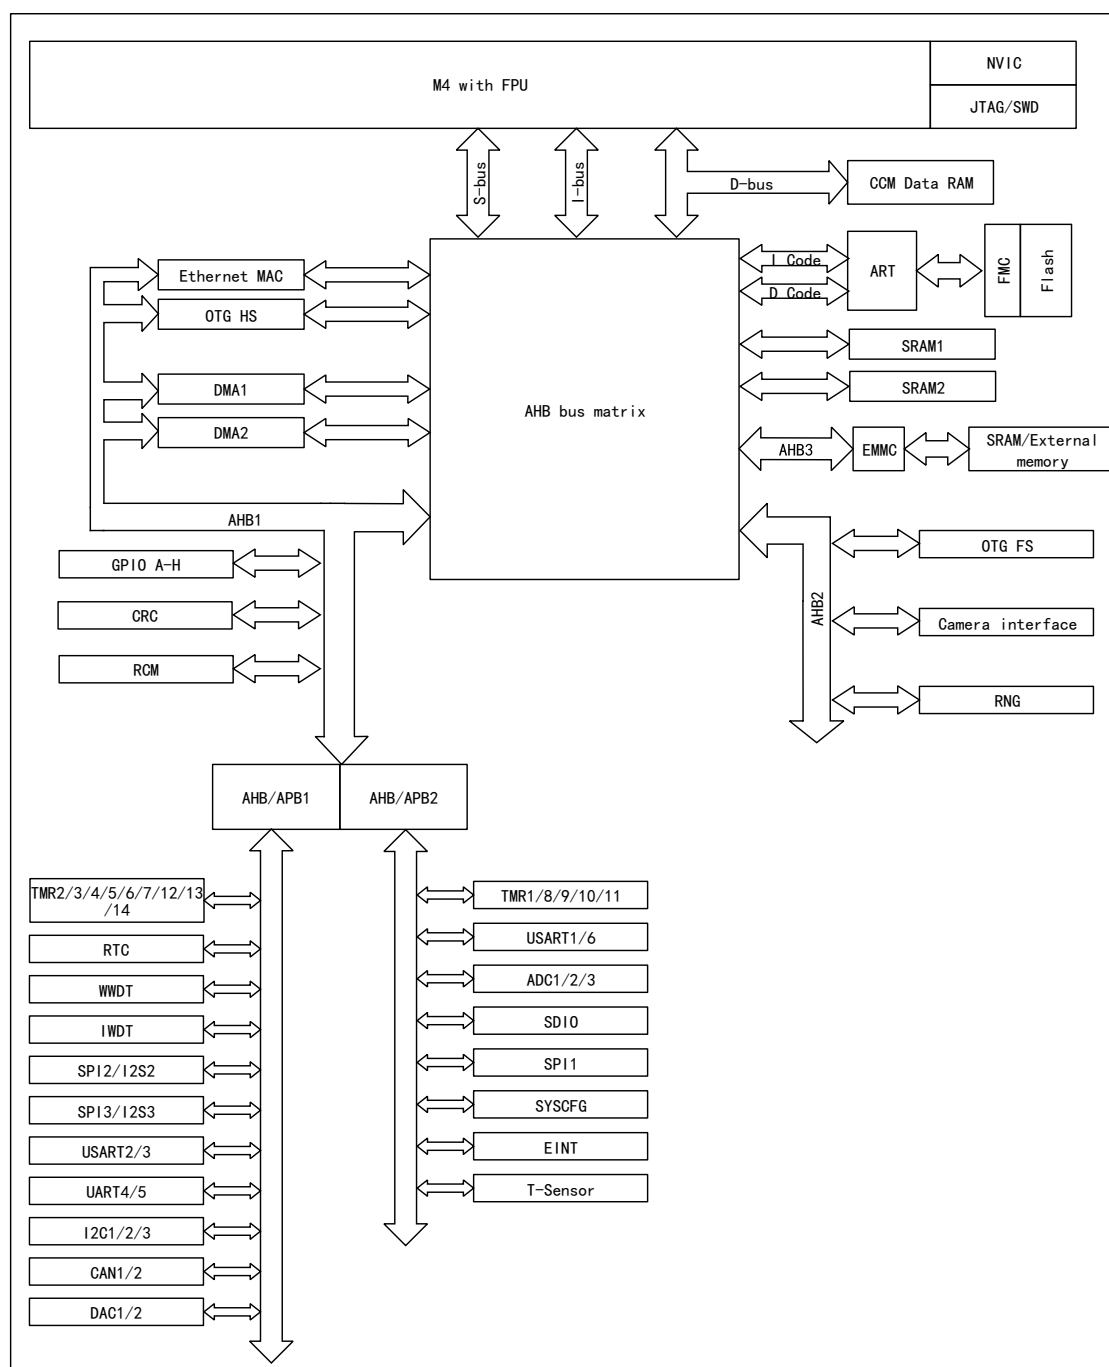 M4 with FPU
NVIC
JTAG/SWD
S-bus
I-bus
D-bus
CCM Data RAM
Ethernet MAC
OTG HS
DMA1
DMA2
AHB bus matrix
I Code
D Code
ART
FMC
Flash
SRAM1
SRAM2
AHB3
EMMC
SRAM/External
memory
AHB1
GPIO A-H
CRC
RCM
AHB2
OTG FS
Camera interface
RNG
AHB/APB1
AHB/APB2
TMR2/3/4/5/6/7/12/13
/14
RTC
WWDT
IWDT
SPI2/I2S2
SPI3/I2S3
USART2/3
UART4/5
I2C1/2/3
CAN1/2
DAC1/2
TMR1/8/9/10/11
USART1/6
ADC1/2/3
SDIO
SPI1
SYSCFG
EINT
T-Sensor